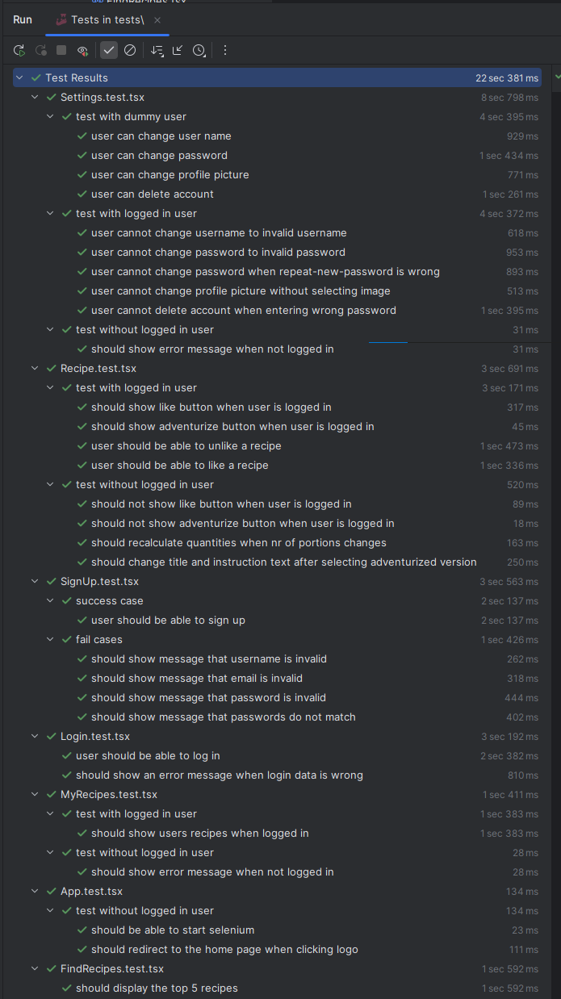 FindRecipes.tsx
Run Tests in tests\ ×
Test Results 22 sec 381 ms
Settings.test.tsx 8 sec 798 ms
test with dummy user 4 sec 395 ms
user can change user name 929 ms
user can change password 1 sec 434 ms
user can change profile picture 771 ms
user can delete account 1 sec 261 ms
test with logged in user 4 sec 372 ms
user cannot change username to invalid username 618 ms
user cannot change password to invalid password 953 ms
user cannot change password when repeat-new-password is wrong 893 ms
user cannot change profile picture without selecting image 513 ms
user cannot delete account when entering wrong password 1 sec 395 ms
test without logged in user 31 ms
should show error message when not logged in 31 ms
Recipe.test.tsx 3 sec 691 ms
test with logged in user 3 sec 171 ms
should show like button when user is logged in 317 ms
should show adventurize button when user is logged in 45 ms
user should be able to unlike a recipe 1 sec 473 ms
user should be able to like a recipe 1 sec 336 ms
test without logged in user 520 ms
should not show like button when user is logged in 89 ms
should not show adventurize button when user is logged in 18 ms
should recalculate quantities when nr of portions changes 163 ms
should change title and instruction text after selecting adventurized version 250 ms
SignUp.test.tsx 3 sec 563 ms
success case 2 sec 137 ms
user should be able to sign up 2 sec 137 ms
fail cases 1 sec 426 ms
should show message that username is invalid 262 ms
should show message that email is invalid 318 ms
should show message that password is invalid 444 ms
should show message that passwords do not match 402 ms
Login.test.tsx 3 sec 192 ms
user should be able to log in 2 sec 382 ms
should show an error message when login data is wrong 810 ms
MyRecipes.test.tsx 1 sec 411 ms
test with logged in user 1 sec 383 ms
should show users recipes when logged in 1 sec 383 ms
test without logged in user 28 ms
should show error message when not logged in 28 ms
App.test.tsx 134 ms
test without logged in user 134 ms
should be able to start selenium 23 ms
should redirect to the home page when clicking logo 111 ms
FindRecipes.test.tsx 1 sec 592 ms
should display the top 5 recipes 1 sec 592 ms